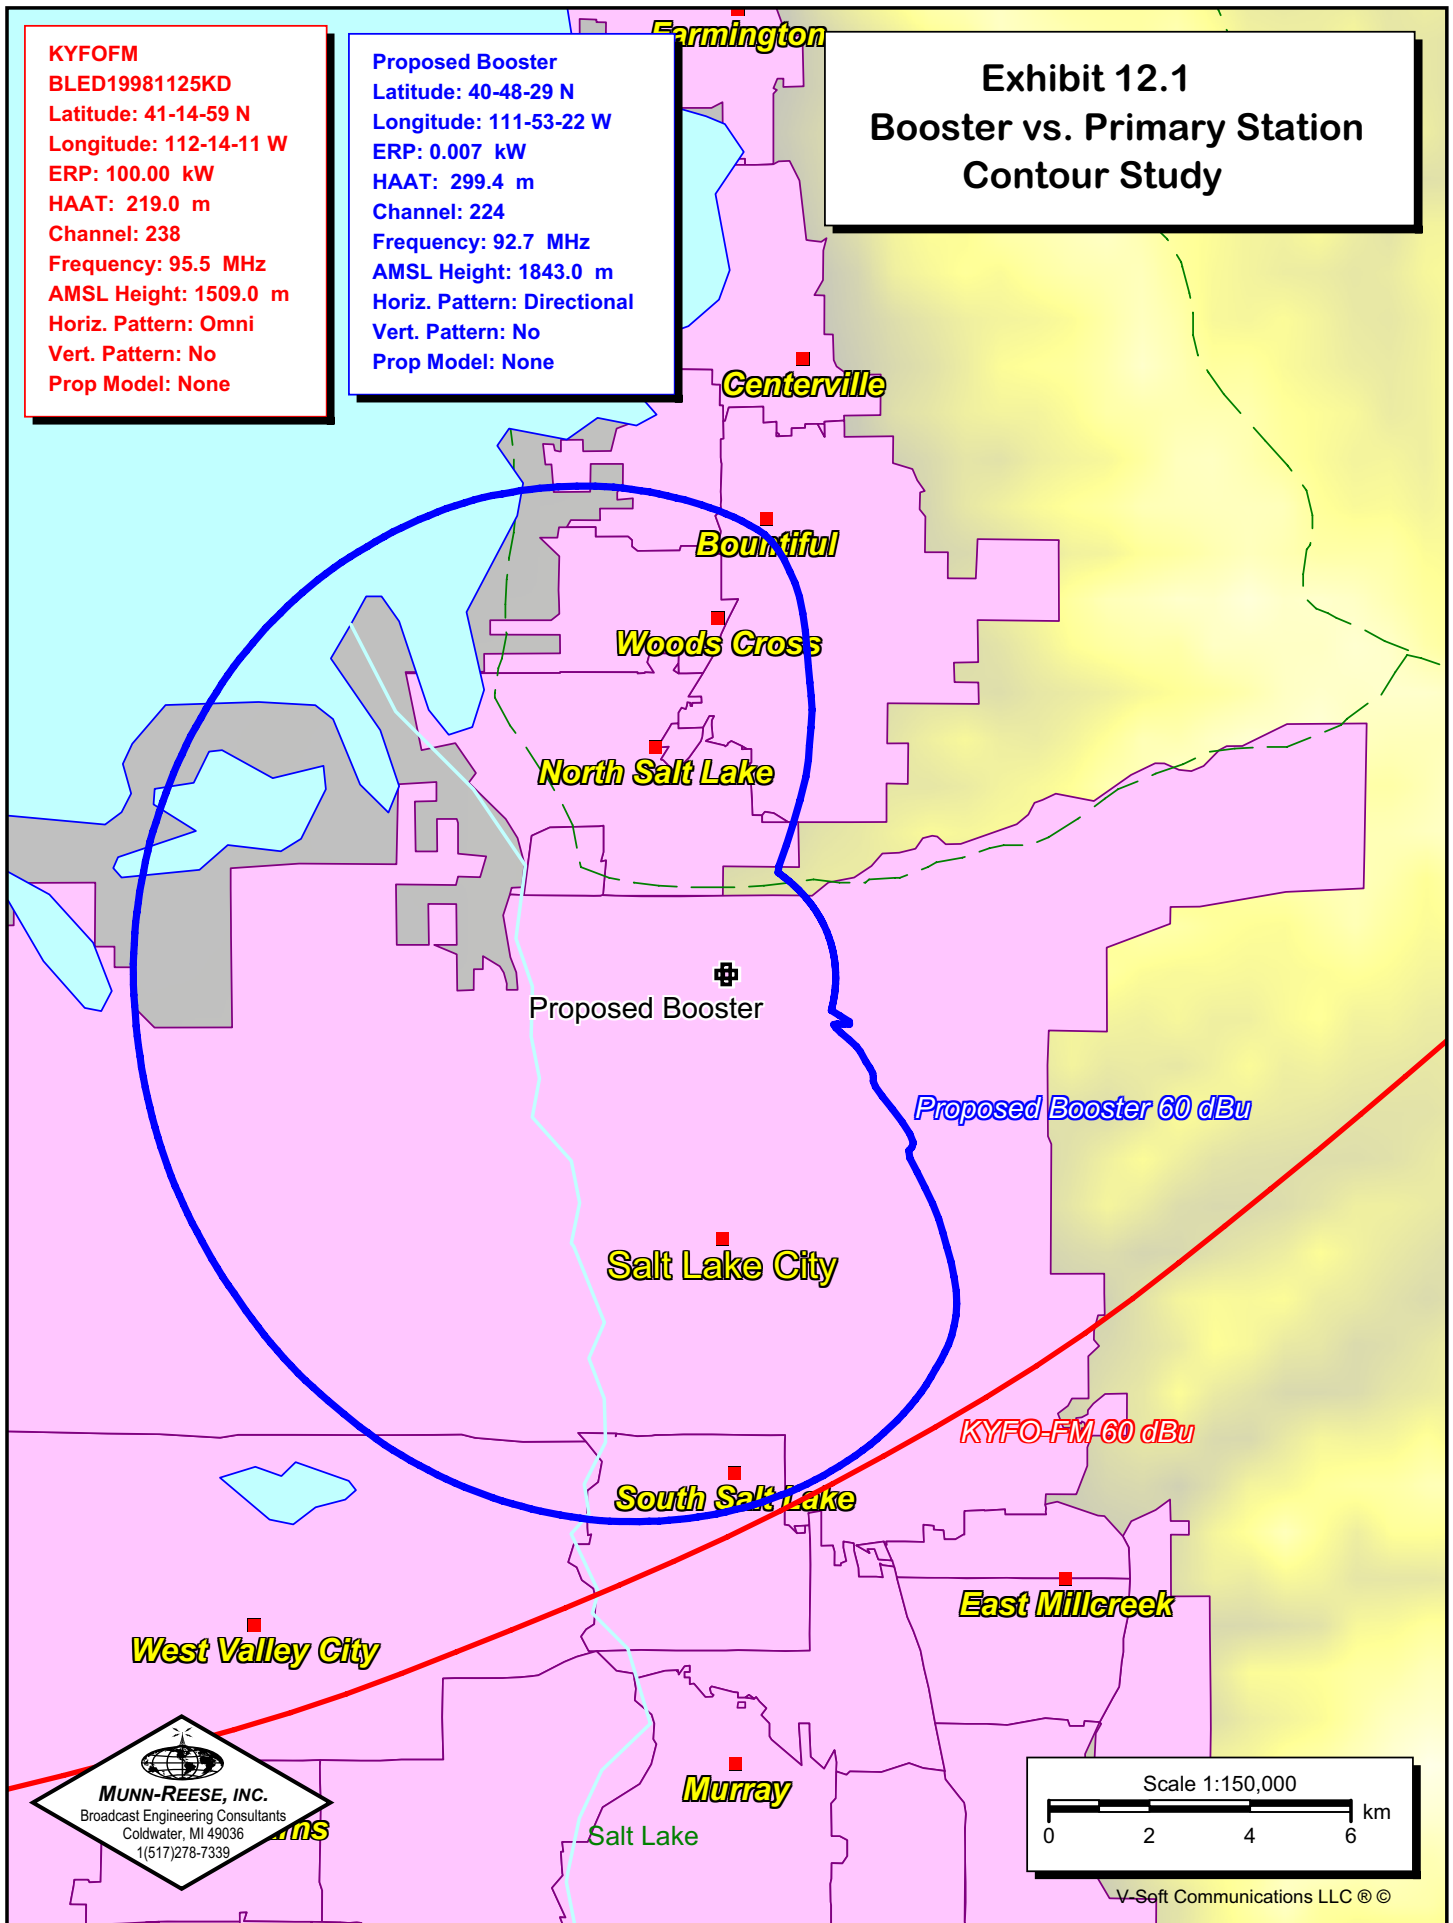 KYFOFM
BLED19981125KD
Latitude: 41-14-59 N
Longitude: 112-14-11 W
ERP: 100.00 kW
HAAT: 219.0 m
Channel: 238
Frequency: 95.5 MHz
AMSL Height: 1509.0 m
Horiz. Pattern: Omni
Vert. Pattern: No
Prop Model: None
Proposed Booster
Latitude: 40-48-29 N
Longitude: 111-53-22 W
ERP: 0.007 kW
HAAT: 299.4 m
Channel: 224
Frequency: 92.7 MHz
AMSL Height: 1843.0 m
Horiz. Pattern: Directional
Vert. Pattern: No
Prop Model: None
Exhibit 12.1
Booster vs. Primary Station
Contour Study
Farmington
Centerville
Bountiful
Woods Cross
North Salt Lake
Proposed Booster
Proposed Booster 60 dBu
Salt Lake City
KYFO-FM 60 dBu
South Salt Lake
East Millcreek
West Valley City
Murray
Salt Lake
MUNN-REESE, INC.
Broadcast Engineering Consultants
Coldwater, MI 49036
1(517)278-7339
Scale 1:150,000
km
0 2 4 6
V-Soft Communications LLC ® ©